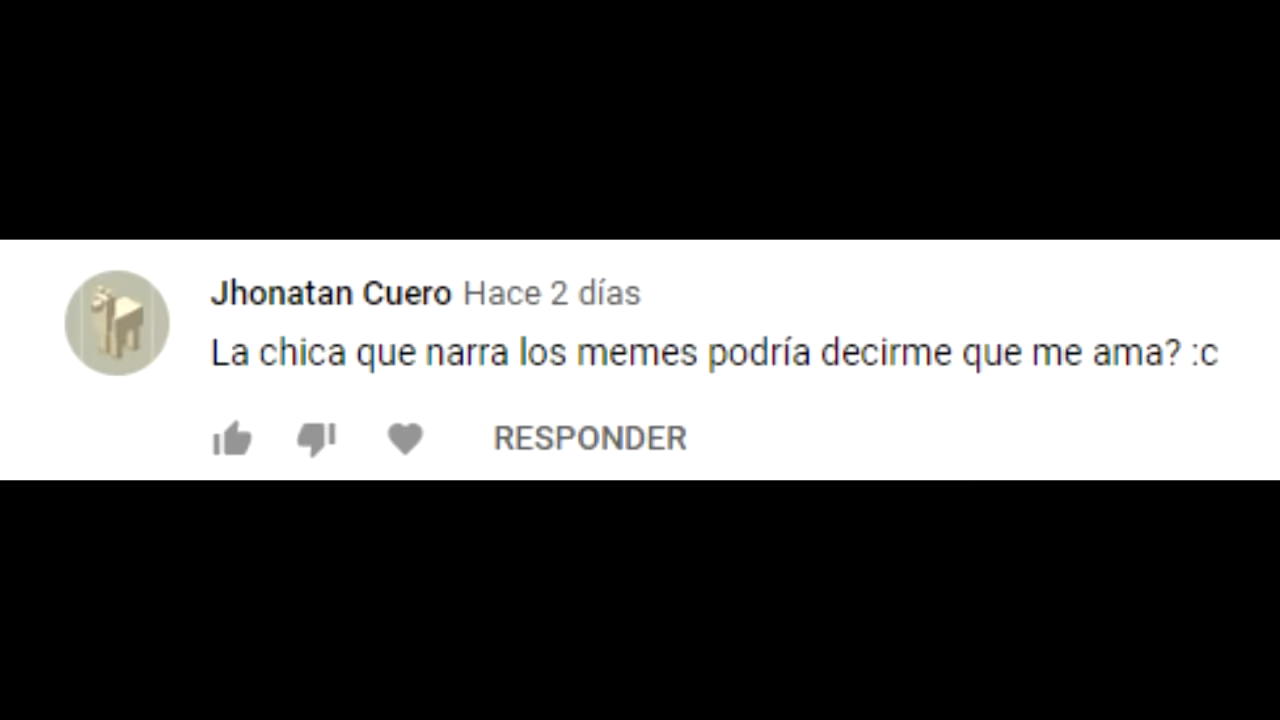 Jhonatan Cuero Hace 2 días
La chica que narra los memes podría decirme que me ama? :c
RESPONDER